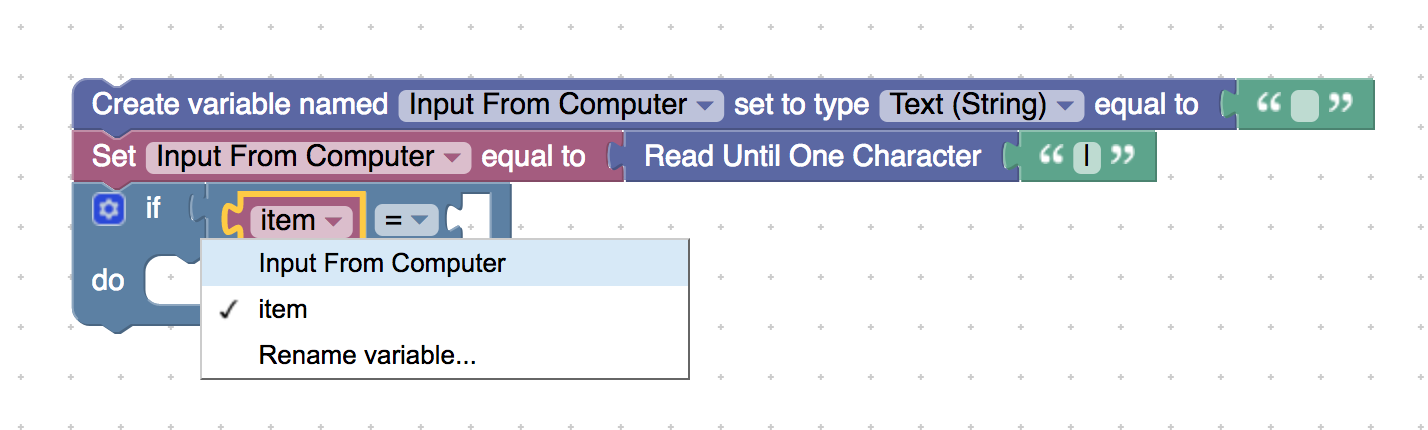 Create variable named Input From Computer set to type Text (String) equal to “ ”
Set Input From Computer equal to Read Until One Character “ | ”
if item =
Input From Computer
do
✓ item
Rename variable...